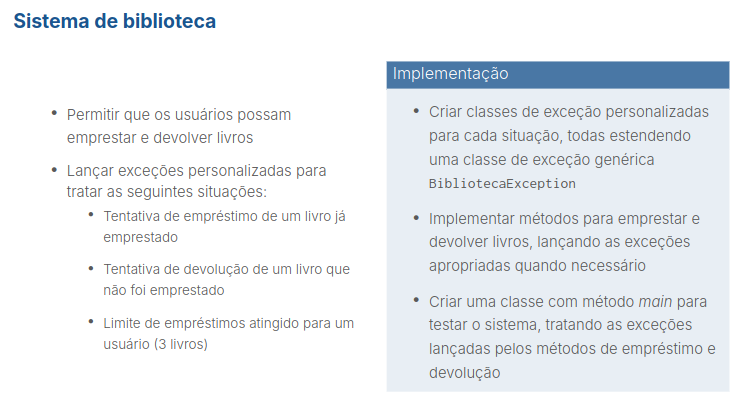 Sistema de biblioteca
• Permitir que os usuários possam
emprestar e devolver livros
• Lançar exceções personalizadas para
tratar as seguintes situações:
• Tentativa de empréstimo de um livro já
emprestado
• Tentativa de devolução de um livro que
não foi emprestado
• Limite de empréstimos atingido para um
usuário (3 livros)
Implementação
• Criar classes de exceção personalizadas
para cada situação, todas estendendo
uma classe de exceção genérica
BibliotecaException
• Implementar métodos para emprestar e
devolver livros, lançando as exceções
apropriadas quando necessário
• Criar uma classe com método main para
testar o sistema, tratando as exceções
lançadas pelos métodos de empréstimo e
devolução